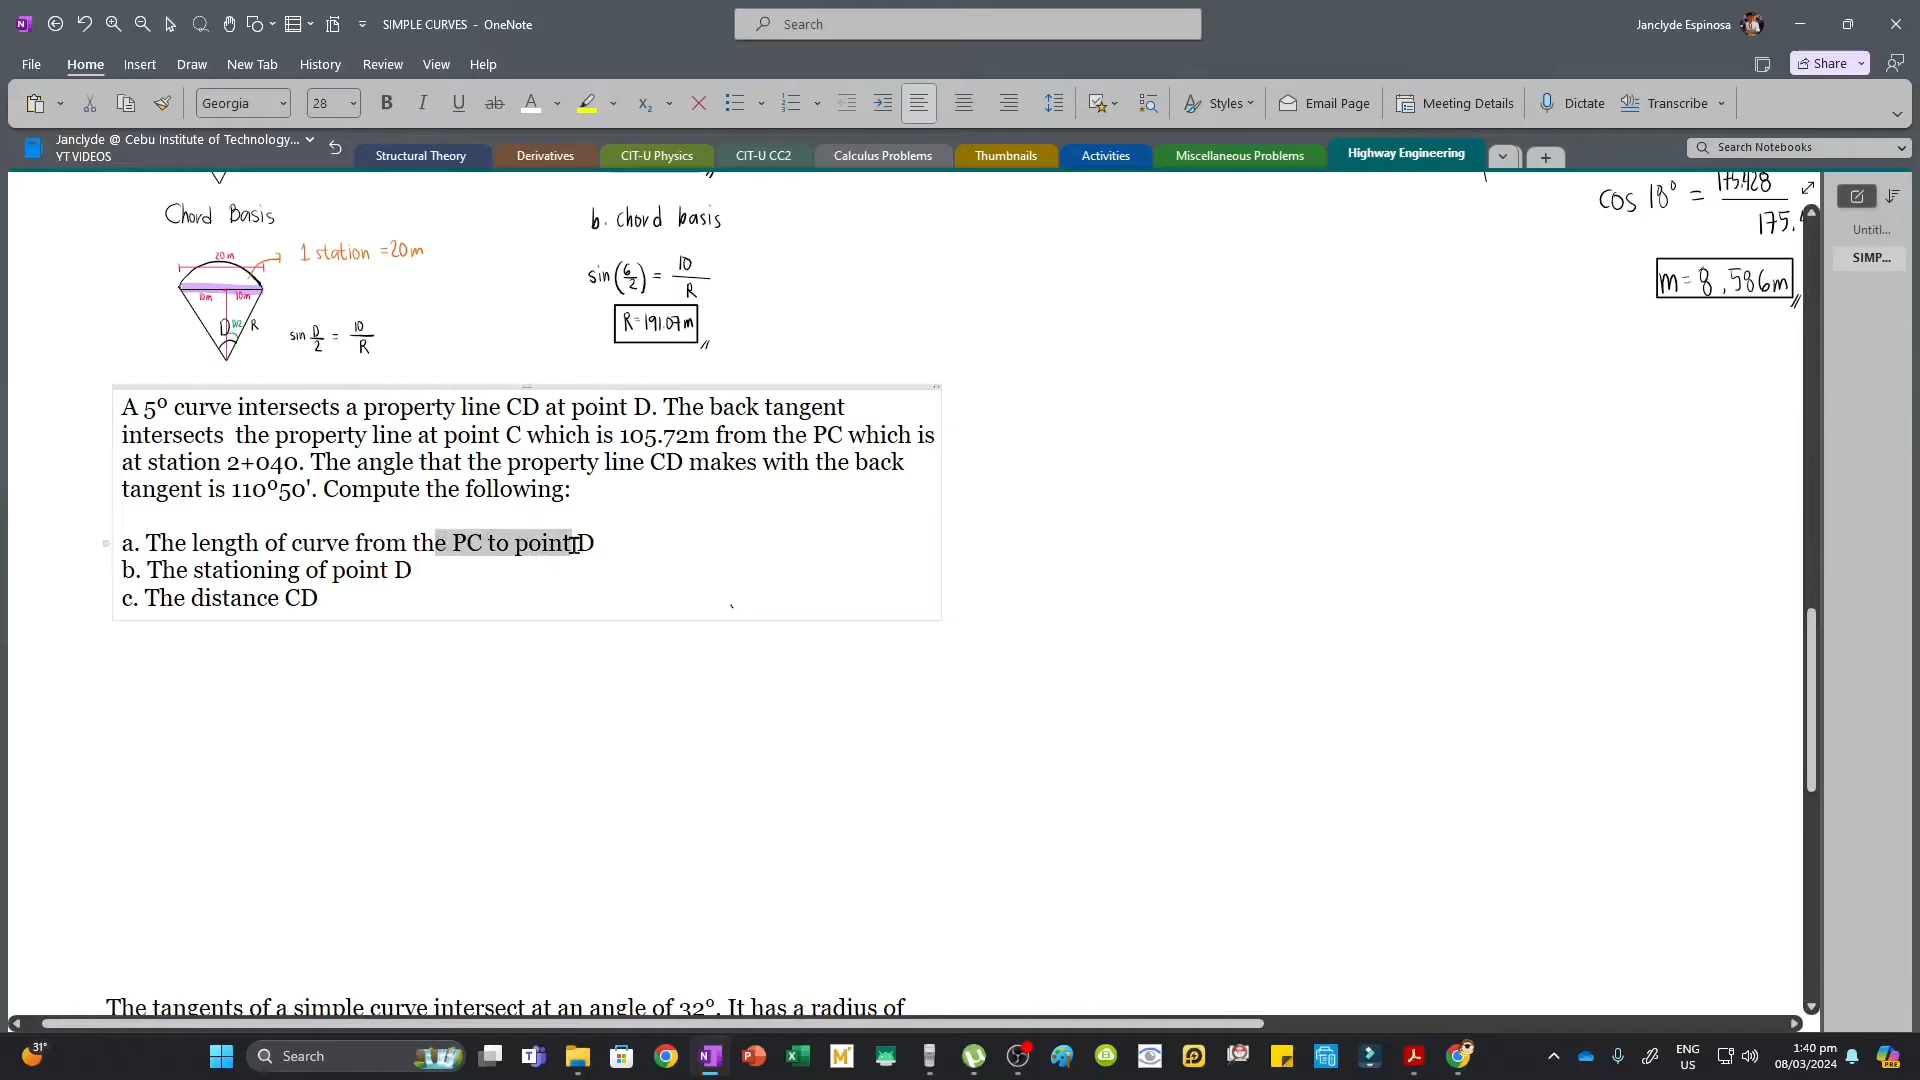 SIMPLE CURVES - OneNote
Search
Janclyde Espinosa
File Home Insert Draw New Tab History Review View Help
Share
Georgia 28 Styles Email Page Meeting Details Dictate Transcribe
Janclyde @ Cebu Institute of Technology...
YT VIDEOS
Structural Theory Derivatives CIT-U Physics CIT-U CC2 Calculus Problems Thumbnails Activities Miscellaneous Problems Highway Engineering
Search Notebooks
Untitl...
SIMP...
Chord Basis
20m
1 station = 20m
10m 10m
D D/2 R
sin D/2 = 10/R
b. chord basis
sin(6/2) = 10/R
R = 191.07m
cos 18° = 175.428
175.
m = 8.586m
A 5º curve intersects a property line CD at point D. The back tangent
intersects the property line at point C which is 105.72m from the PC which is
at station 2+040. The angle that the property line CD makes with the back
tangent is 110º50'. Compute the following:
a. The length of curve from the PC to point D
b. The stationing of point D
c. The distance CD
The tangents of a simple curve intersect at an angle of 32°. It has a radius of
31°
Search
ENG
US
1:40 pm
08/03/2024